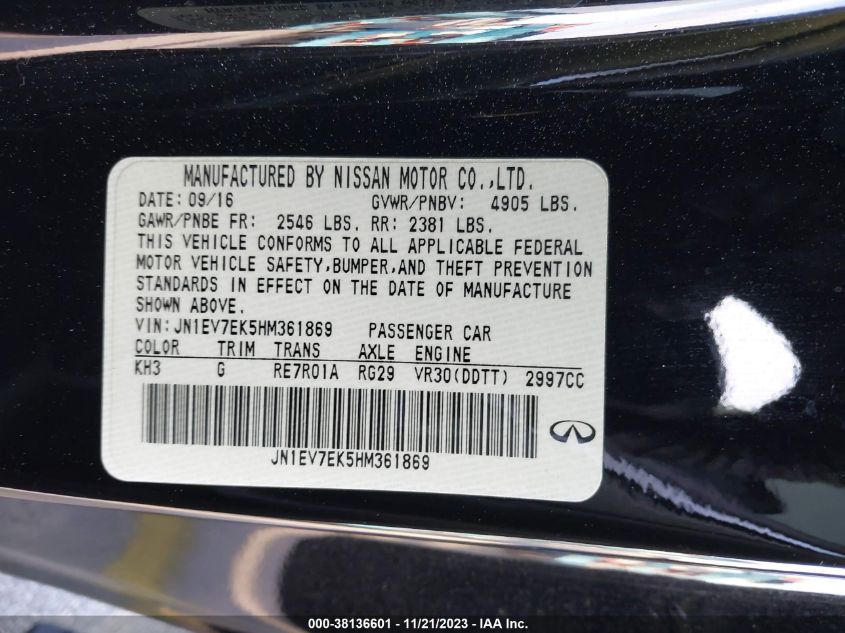 MANUFACTURED BY NISSAN MOTOR CO.,LTD.
DATE: 09/16 GVWR/PNBV: 4905 LBS.
GAWR/PNBE FR: 2546 LBS. RR: 2381 LBS.
THIS VEHICLE CONFORMS TO ALL APPLICABLE FEDERAL
MOTOR VEHICLE SAFETY,BUMPER,AND THEFT PREVENTION
STANDARDS IN EFFECT ON THE DATE OF MANUFACTURE
SHOWN ABOVE.
VIN:JN1EV7EK5HM361869 PASSENGER CAR
COLOR TRIM TRANS AXLE ENGINE
KH3 G RE7R01A RG29 VR30(DDTT) 2997CC
JN1EV7EK5HM361869
000-38136601 - 11/21/2023 - IAA Inc.